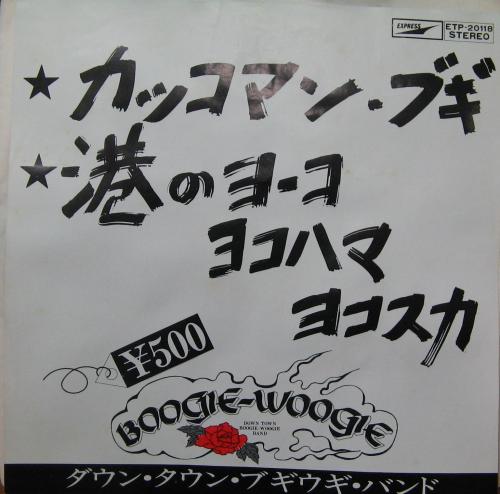 EXPRESS
ETP-20118
STEREO
★カッコマン・ブギ
★港のヨーコ
ヨコハマ
ヨコスカ
¥500
BOOGIE-WOOGIE
DOWN TOWN
BOOGIE-WOOGIE
BAND
ダウン・タウン・ブギウギ・バンド